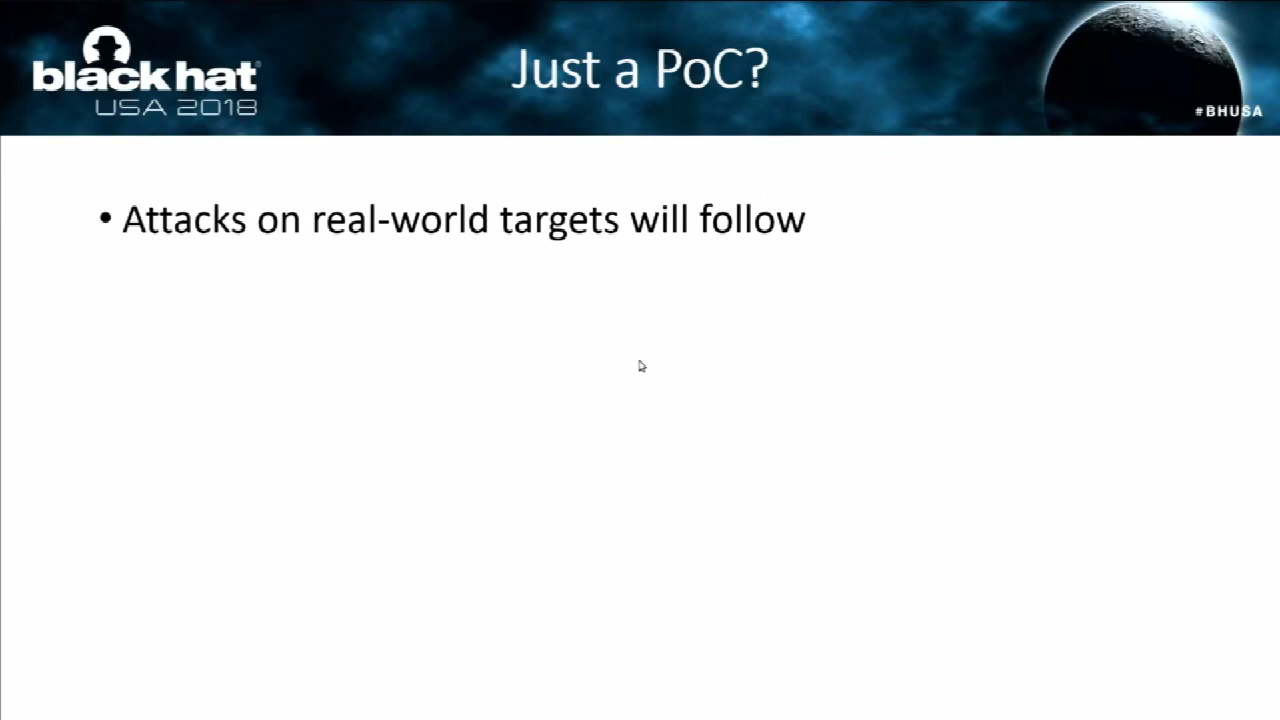 black hat
USA 2018
Just a PoC?
#BHUSA
• Attacks on real-world targets will follow